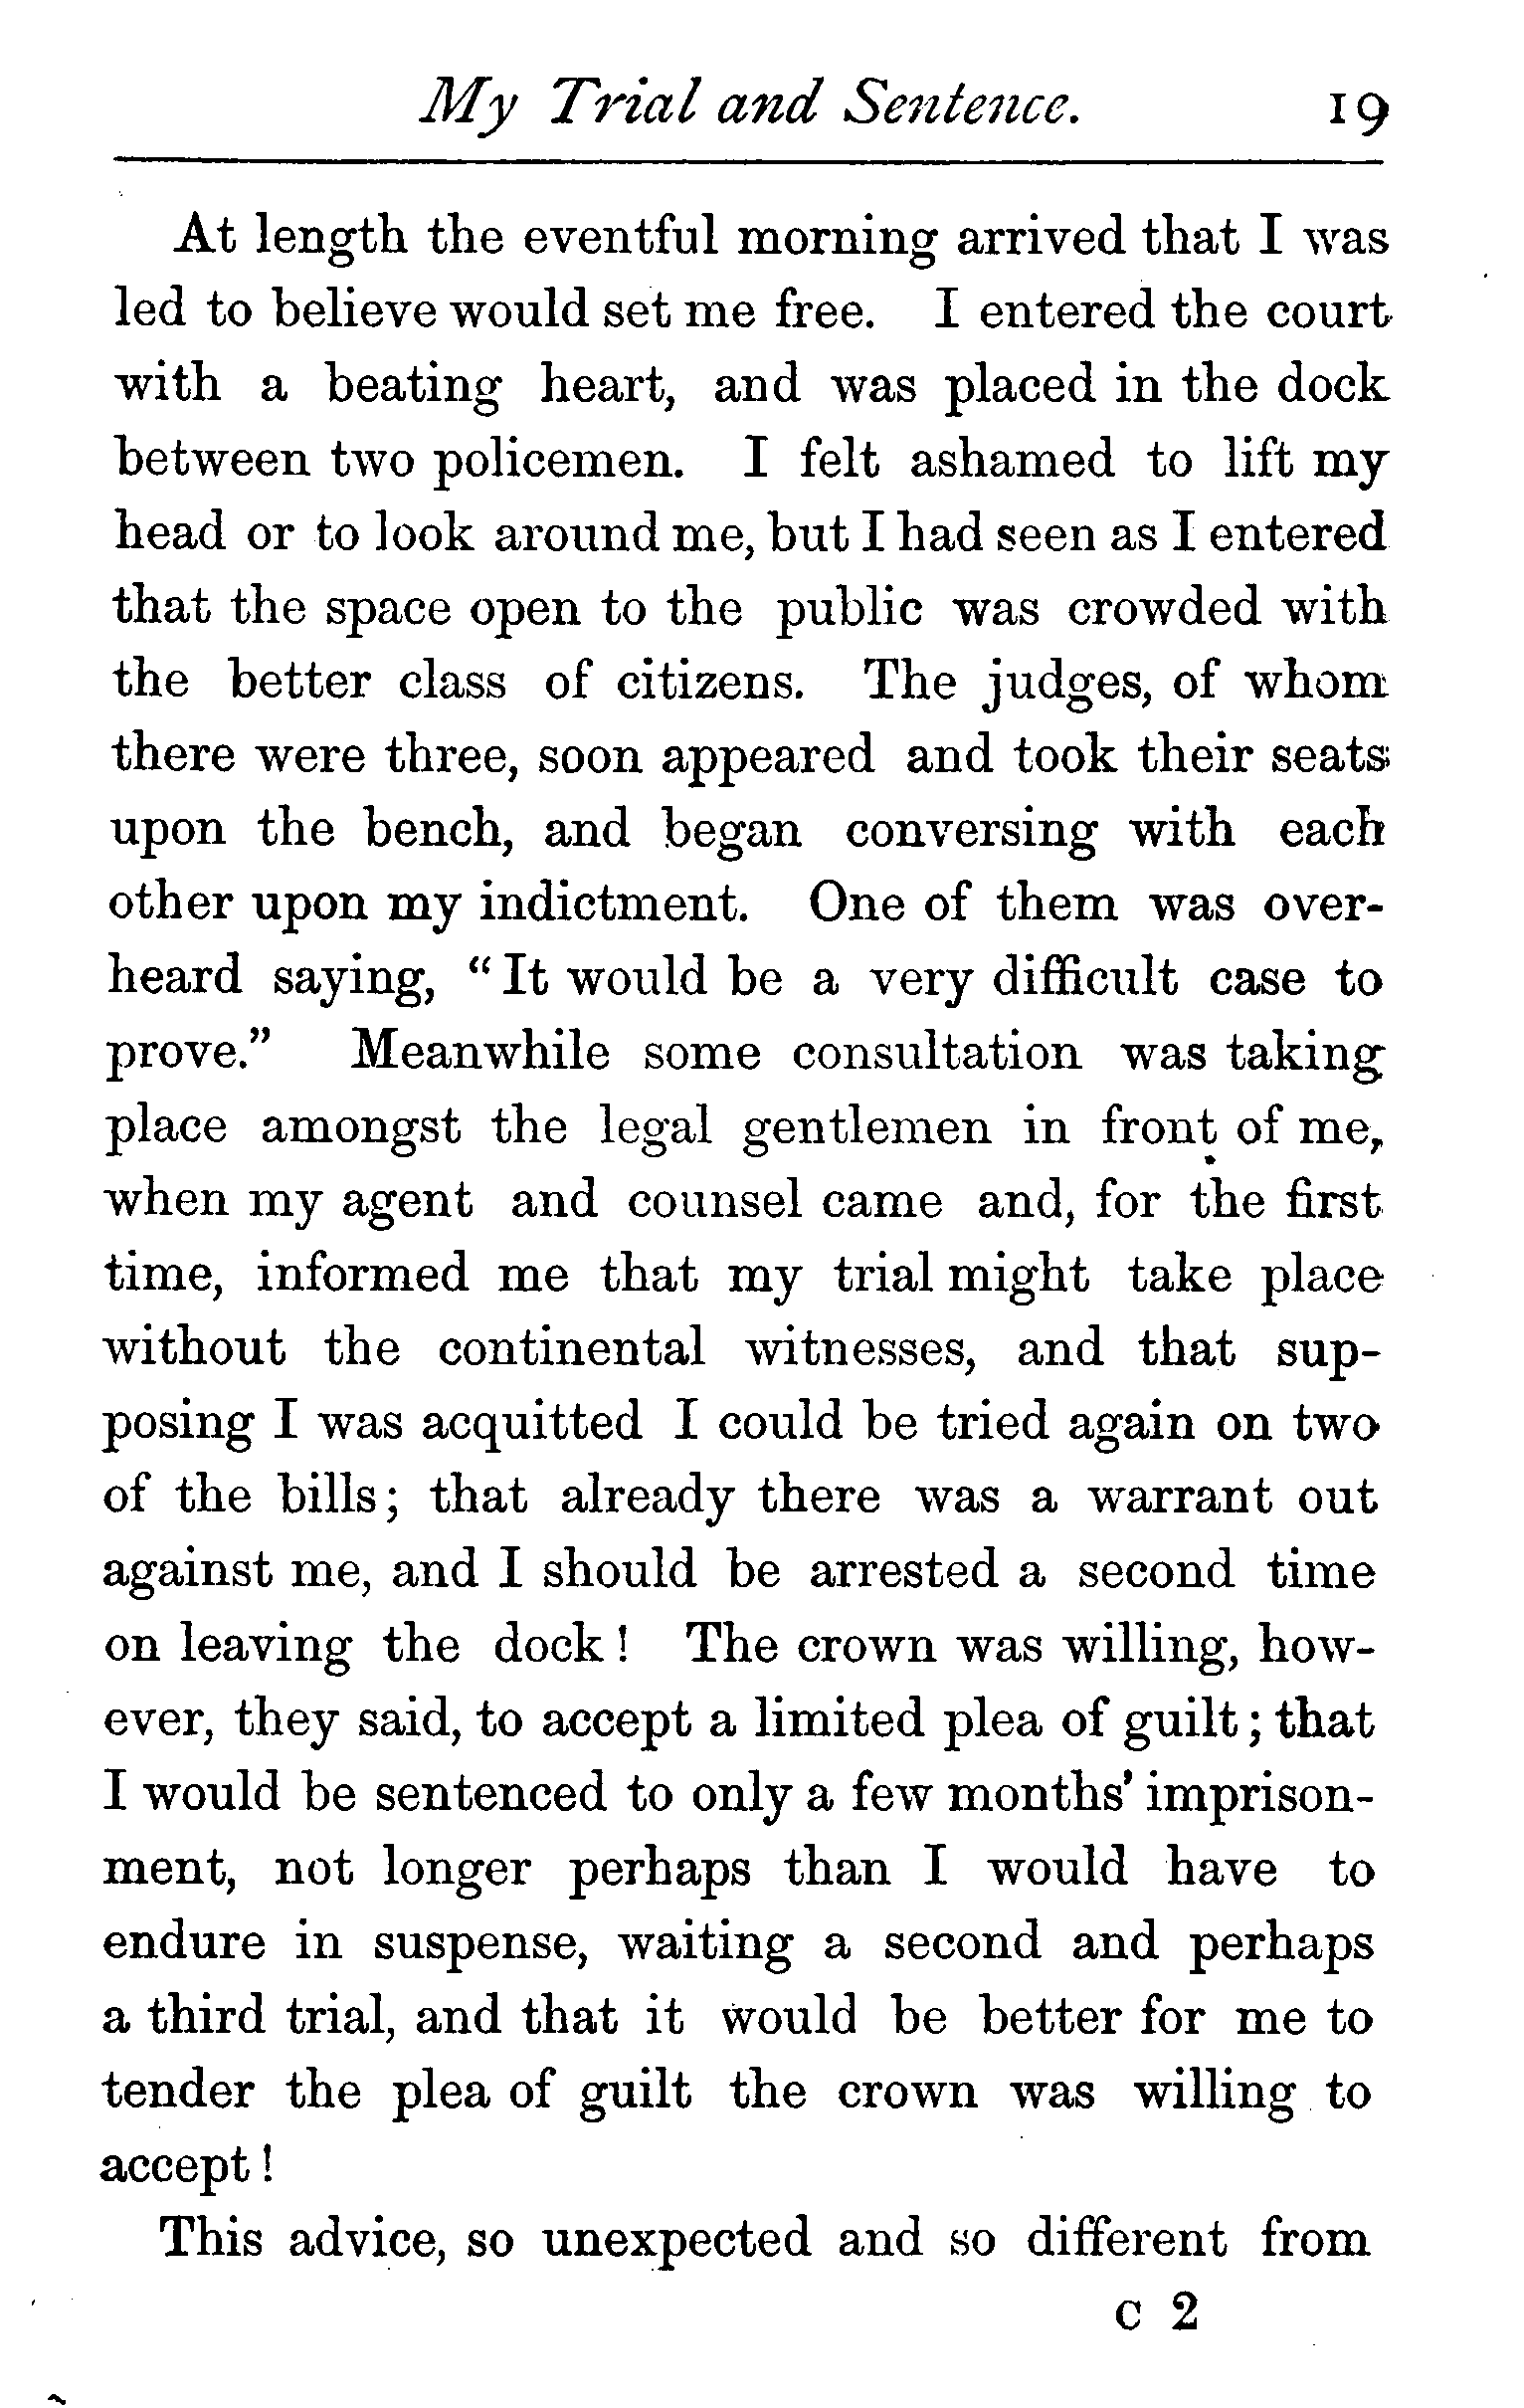 My Trial and Sentence. 19
At length the eventful morning arrived that I was
led to believe would set me free. I entered the court
with a beating heart, and was placed in the dock
between two policemen. I felt ashamed to lift my
head or to look around me, but I had seen as I entered
that the space open to the public was crowded with
the better class of citizens. The judges, of whom
there were three, soon appeared and took their seats
upon the bench, and began conversing with each
other upon my indictment. One of them was over-
heard saying, “It would be a very difficult case to
prove.” Meanwhile some consultation was taking
place amongst the legal gentlemen in front of me,
when my agent and counsel came and, for the first
time, informed me that my trial might take place
without the continental witnesses, and that sup-
posing I was acquitted I could be tried again on two
of the bills; that already there was a warrant out
against me, and I should be arrested a second time
on leaving the dock! The crown was willing, how-
ever, they said, to accept a limited plea of guilt; that
I would be sentenced to only a few months’ imprison-
ment, not longer perhaps than I would have to
endure in suspense, waiting a second and perhaps
a third trial, and that it would be better for me to
tender the plea of guilt the crown was willing to
accept!
This advice, so unexpected and so different from
C 2